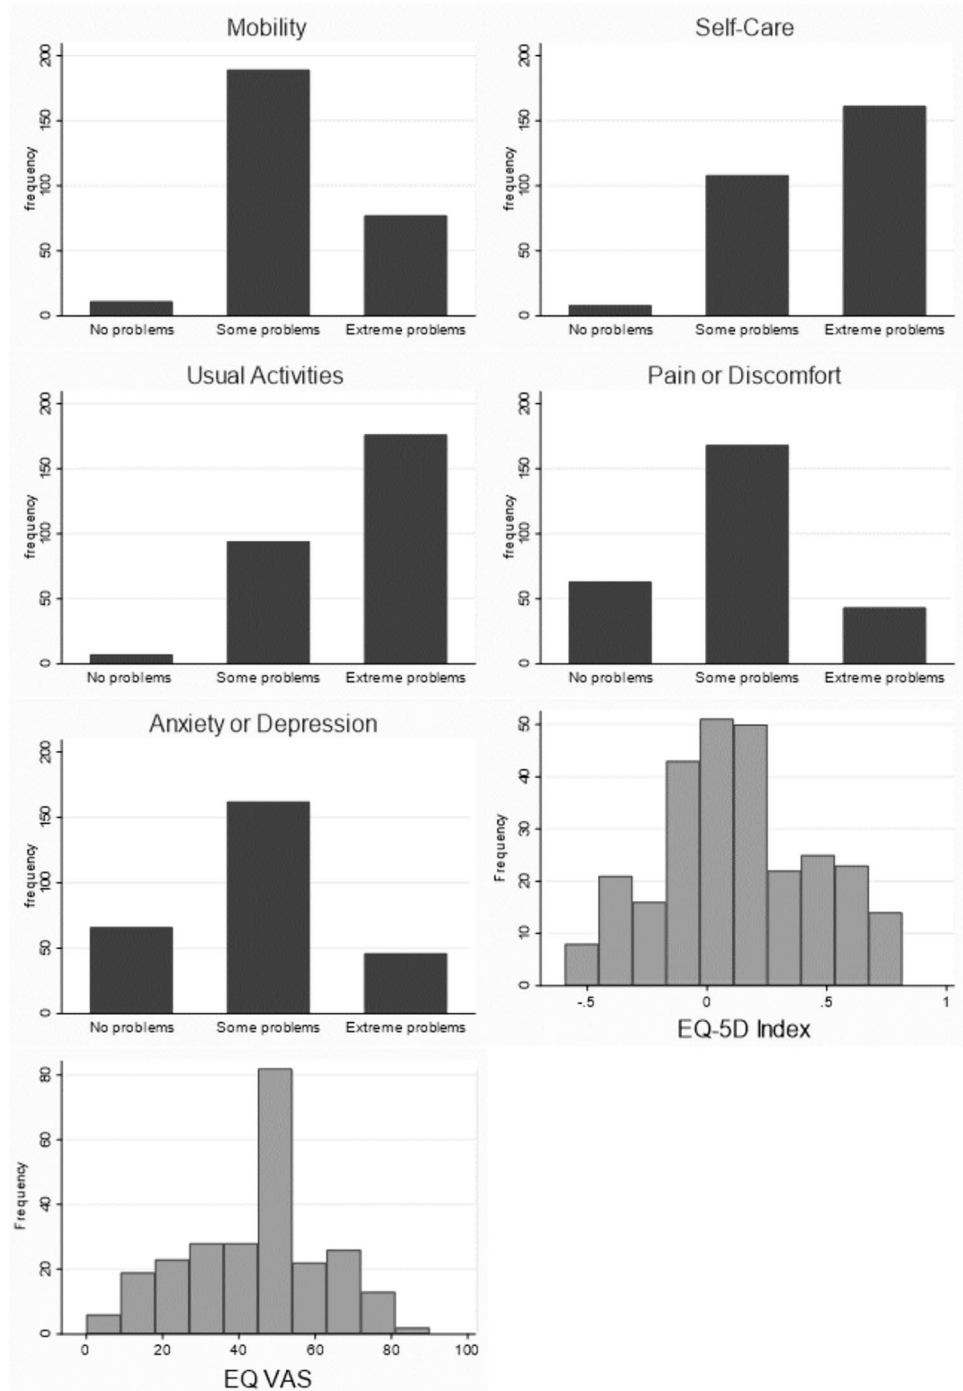 Mobility
frequency
200
150
100
50
0
No problems Some problems Extreme problems
Self-Care
frequency
200
150
100
50
0
No problems Some problems Extreme problems
Usual Activities
frequency
200
150
100
50
0
No problems Some problems Extreme problems
Pain or Discomfort
frequency
200
150
100
50
0
No problems Some problems Extreme problems
Anxiety or Depression
frequency
200
150
100
50
0
No problems Some problems Extreme problems
Frequency
50
40
30
20
10
0
-.5 0 .5 1
EQ-5D Index
Frequency
80
60
40
20
0
0 20 40 60 80 100
EQ VAS